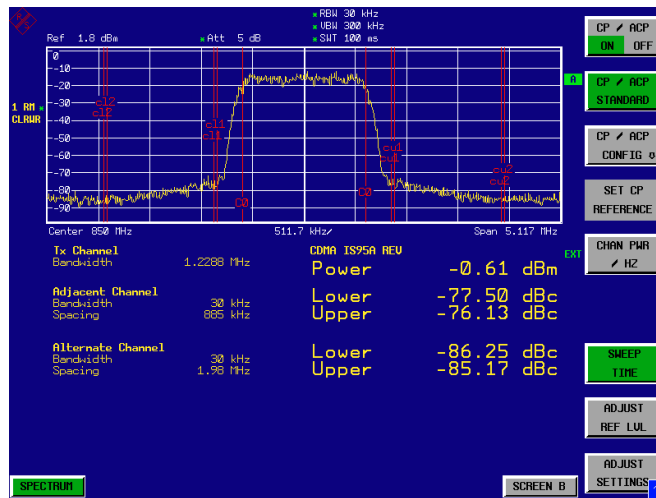 * RBW 30 kHz
* VBW 300 kHz
Ref 1.8 dBm * Att 5 dB * SWT 100 ms
0
-10
-20
-30
-40
-50
-60
-70
-80
-90
A
1 RM *
CLRWR
cl2
cl2
cl1
cl1
C0
C0
cu1
cu1
cu2
cu2
Center 850 MHz 511.7 kHz/ Span 5.117 MHz
Tx Channel CDMA IS95A REV EXT
Bandwidth 1.2288 MHz Power -0.61 dBm
Adjacent Channel Lower -77.50 dBc
Bandwidth 30 kHz Upper -76.13 dBc
Spacing 885 kHz
Alternate Channel Lower -86.25 dBc
Bandwidth 30 kHz Upper -85.17 dBc
Spacing 1.98 MHz
CP / ACP
ON OFF
CP / ACP
STANDARD
CP / ACP
CONFIG
SET CP
REFERENCE
CHAN PWR
/ HZ
SWEEP
TIME
ADJUST
REF LVL
ADJUST
SETTINGS
SPECTRUM SCREEN B